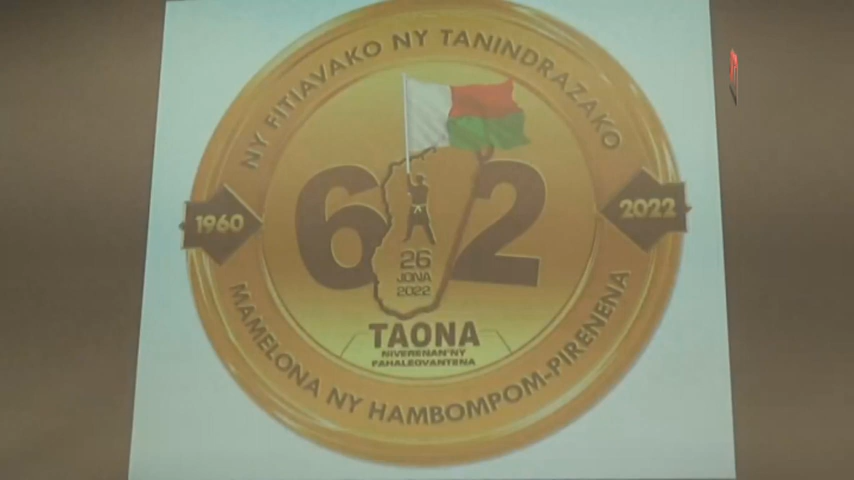 NY FITIAVAKO NY TANINDRAZAKO
1960
2022
62
26
JONA
2022
TAONA
NIVERENAN'NY
FAHALEOVANTENA
MAMELONA NY HAMBOMPOM-PIRENENA